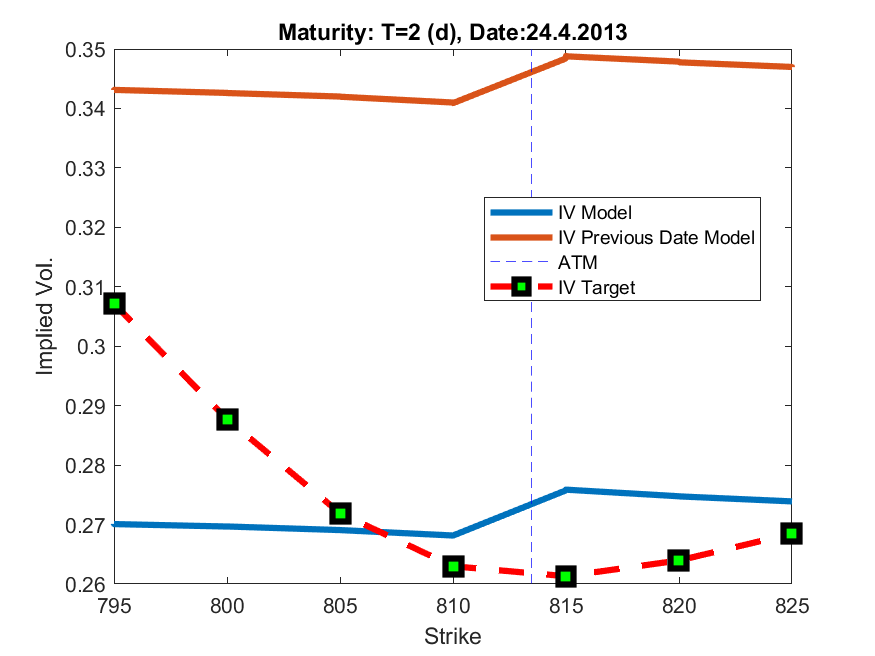 Maturity: T=2 (d), Date:24.4.2013
0.35
0.34
0.33
0.32
0.31
0.3
0.29
0.28
0.27
0.26
Implied Vol.
IV Model
IV Previous Date Model
ATM
IV Target
795 800 805 810 815 820 825
Strike